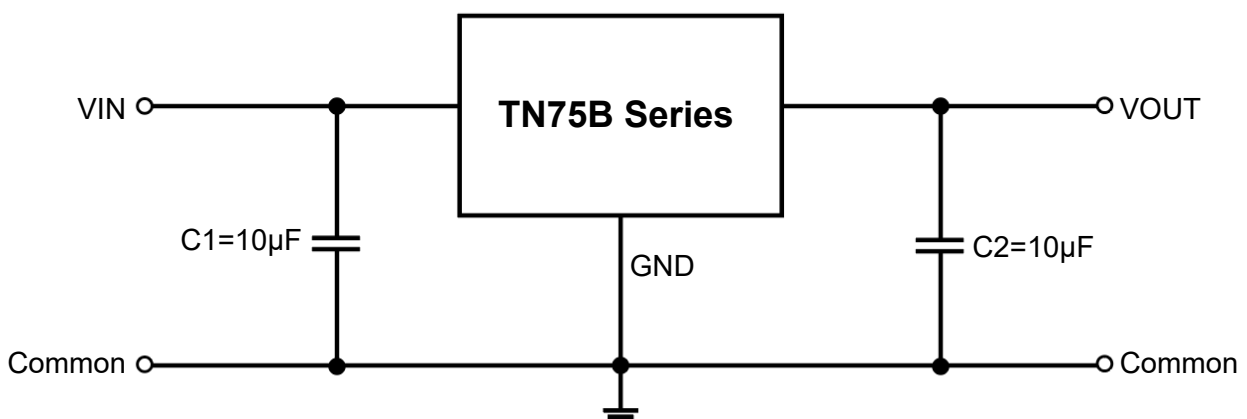 TN75B Series
VIN
VOUT
C1=10µF
GND
C2=10µF
Common
Common